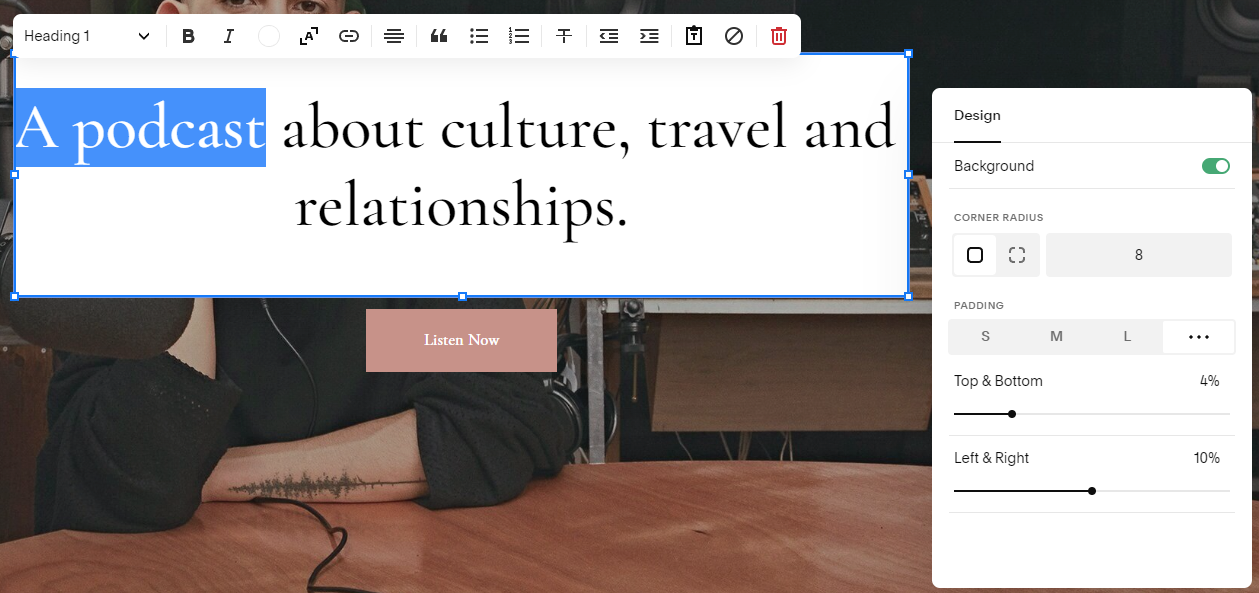 Heading 1
A podcast about culture, travel and
relationships.
Listen Now
Design
Background
CORNER RADIUS
8
PADDING
S M L
Top & Bottom 4%
Left & Right 10%